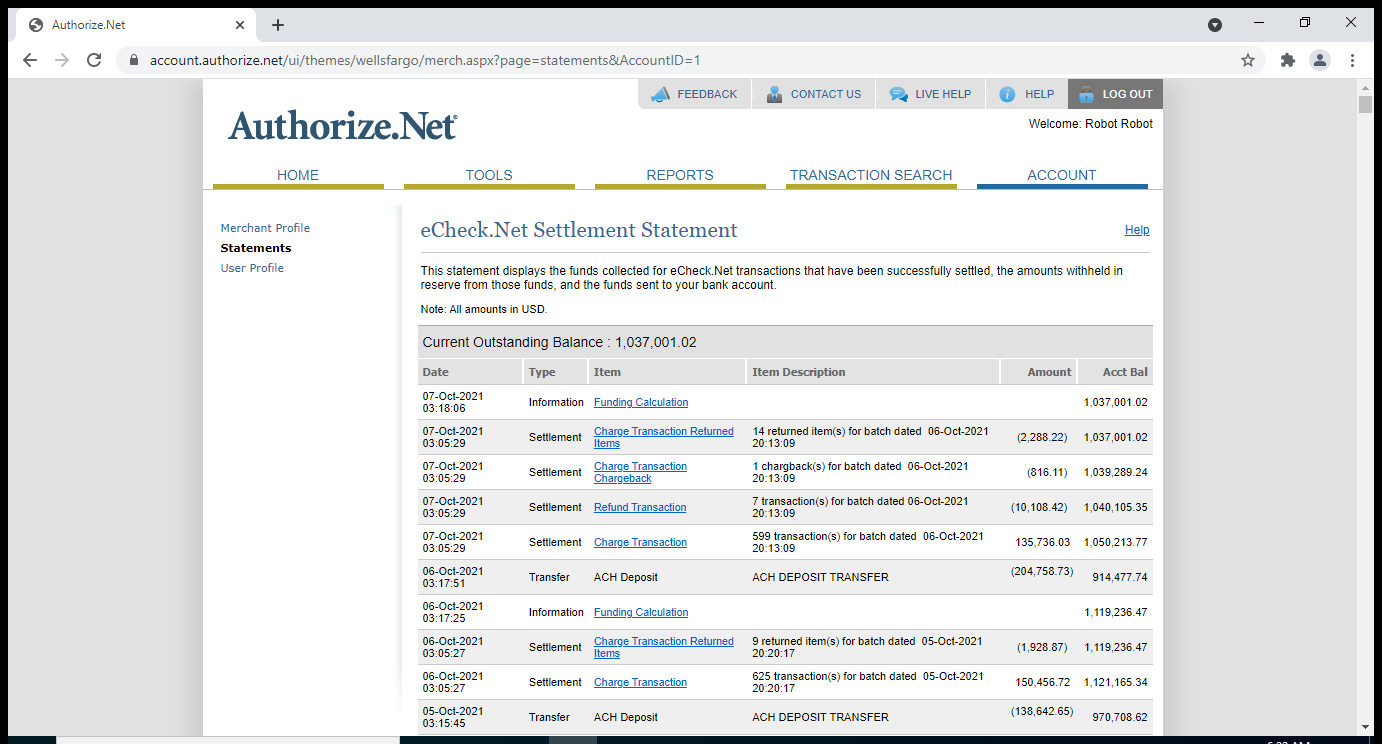 Authorize.Net
account.authorize.net/ui/themes/wellsfargo/merch.aspx?page=statements&AccountID=1
FEEDBACK CONTACT US LIVE HELP HELP LOG OUT
Authorize.Net®
Welcome: Robot Robot
HOME TOOLS REPORTS TRANSACTION SEARCH ACCOUNT
Merchant Profile
Statements
User Profile
eCheck.Net Settlement Statement Help
This statement displays the funds collected for eCheck.Net transactions that have been successfully settled, the amounts withheld in
reserve from those funds, and the funds sent to your bank account.
Note: All amounts in USD.
Current Outstanding Balance : 1,037,001.02
Date Type Item Item Description Amount Acct Bal
07-Oct-2021
03:18:06 Information Funding Calculation 1,037,001.02
07-Oct-2021
03:05:29 Settlement Charge Transaction Returned
Items 14 returned item(s) for batch dated 06-Oct-2021
20:13:09 (2,288.22) 1,037,001.02
07-Oct-2021
03:05:29 Settlement Charge Transaction
Chargeback 1 chargback(s) for batch dated 06-Oct-2021
20:13:09 (816.11) 1,039,289.24
07-Oct-2021
03:05:29 Settlement Refund Transaction 7 transaction(s) for batch dated 06-Oct-2021
20:13:09 (10,108.42) 1,040,105.35
07-Oct-2021
03:05:29 Settlement Charge Transaction 599 transaction(s) for batch dated 06-Oct-2021
20:13:09 135,736.03 1,050,213.77
06-Oct-2021
03:17:51 Transfer ACH Deposit ACH DEPOSIT TRANSFER (204,758.73) 914,477.74
06-Oct-2021
03:17:25 Information Funding Calculation 1,119,236.47
06-Oct-2021
03:05:27 Settlement Charge Transaction Returned
Items 9 returned item(s) for batch dated 05-Oct-2021
20:20:17 (1,928.87) 1,119,236.47
06-Oct-2021
03:05:27 Settlement Charge Transaction 625 transaction(s) for batch dated 05-Oct-2021
20:20:17 150,456.72 1,121,165.34
05-Oct-2021
03:15:45 Transfer ACH Deposit ACH DEPOSIT TRANSFER (138,642.65) 970,708.62